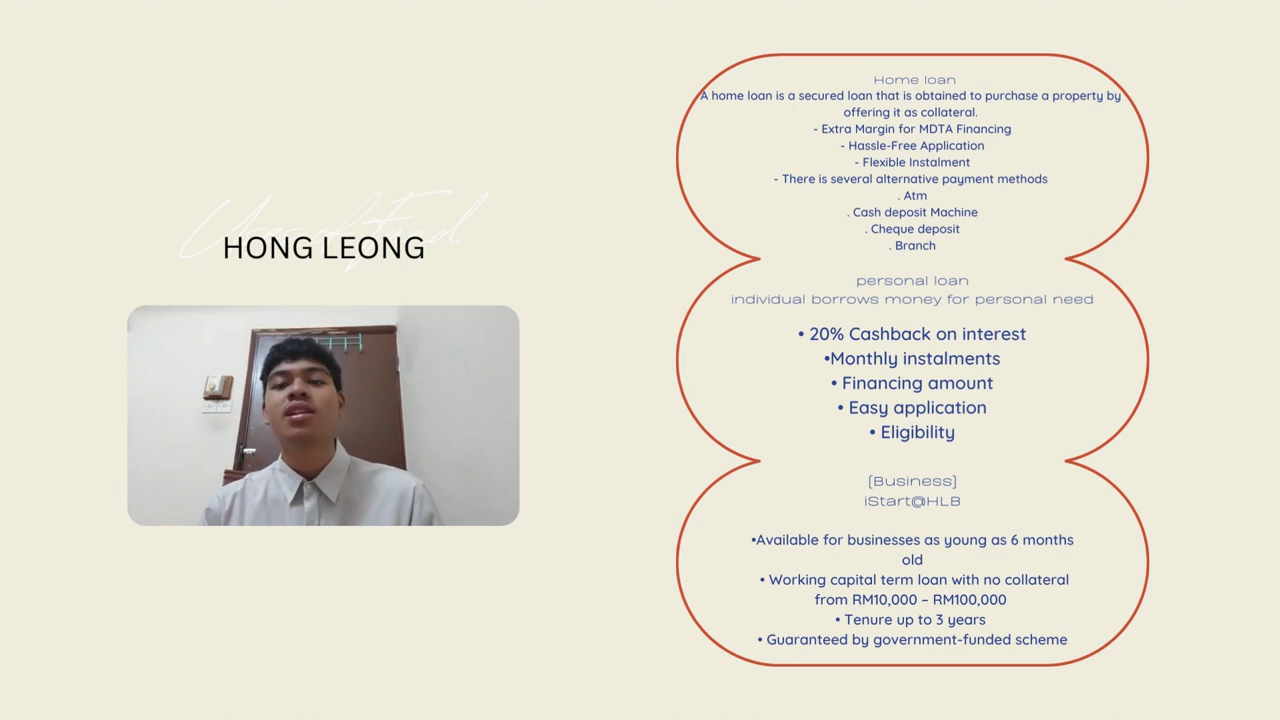 Uses of Fund
HONG LEONG
Home loan
A home loan is a secured loan that is obtained to purchase a property by
offering it as collateral.
- Extra Margin for MDTA Financing
- Hassle-Free Application
- Flexible Instalment
- There is several alternative payment methods
. Atm
. Cash deposit Machine
. Cheque deposit
. Branch
personal loan
individual borrows money for personal need
• 20% Cashback on interest
•Monthly instalments
• Financing amount
• Easy application
• Eligibility
(Business)
iStart@HLB
•Available for businesses as young as 6 months
old
• Working capital term loan with no collateral
from RM10,000 – RM100,000
• Tenure up to 3 years
• Guaranteed by government-funded scheme